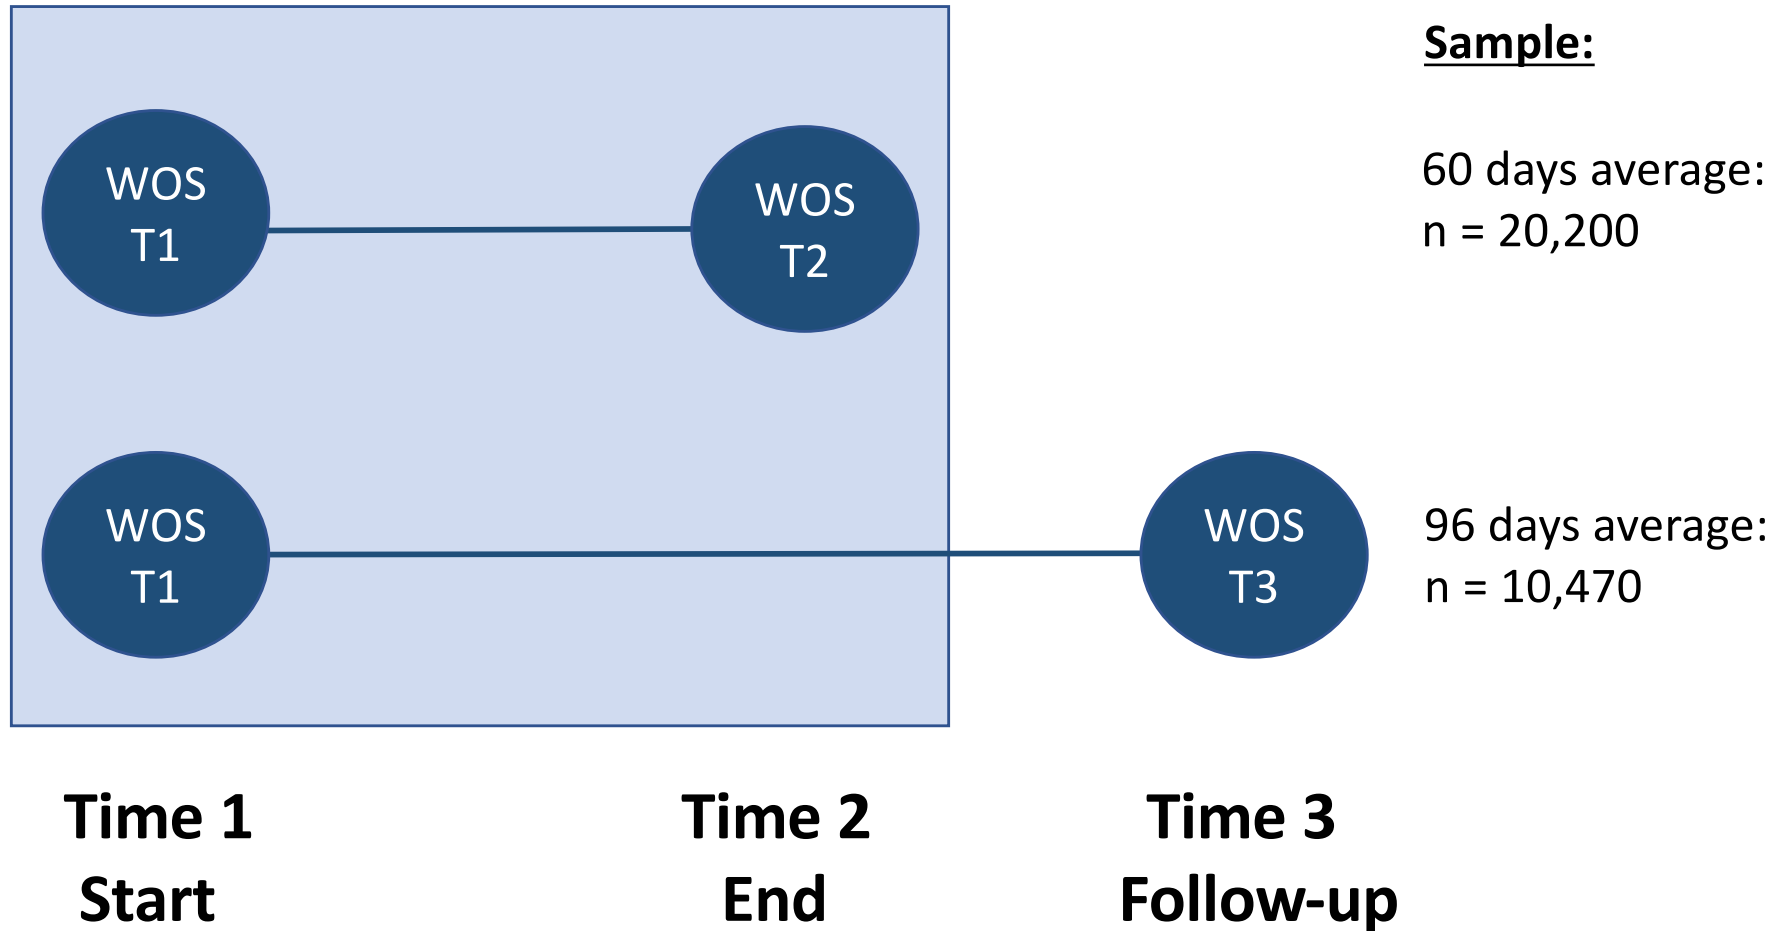 Sample:
WOS
T1
WOS
T2
60 days average:
n = 20,200
WOS
T1
WOS
T3
96 days average:
n = 10,470
Time 1
Start
Time 2
End
Time 3
Follow-up